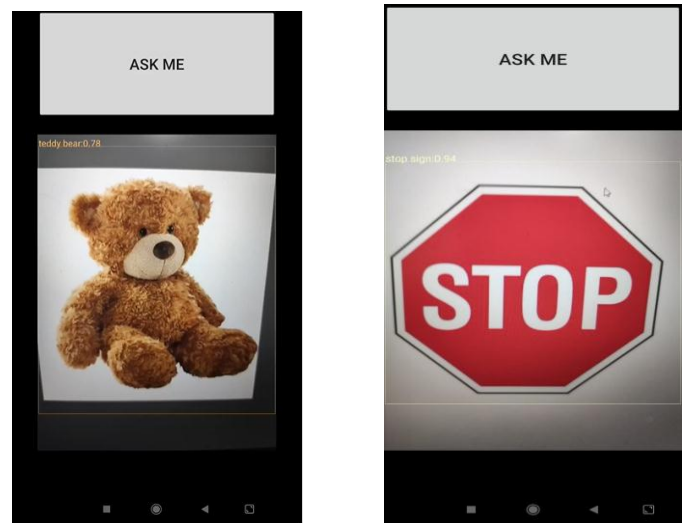 ASK ME
teddy bear:0.78
ASK ME
stop sign:0.94
STOP